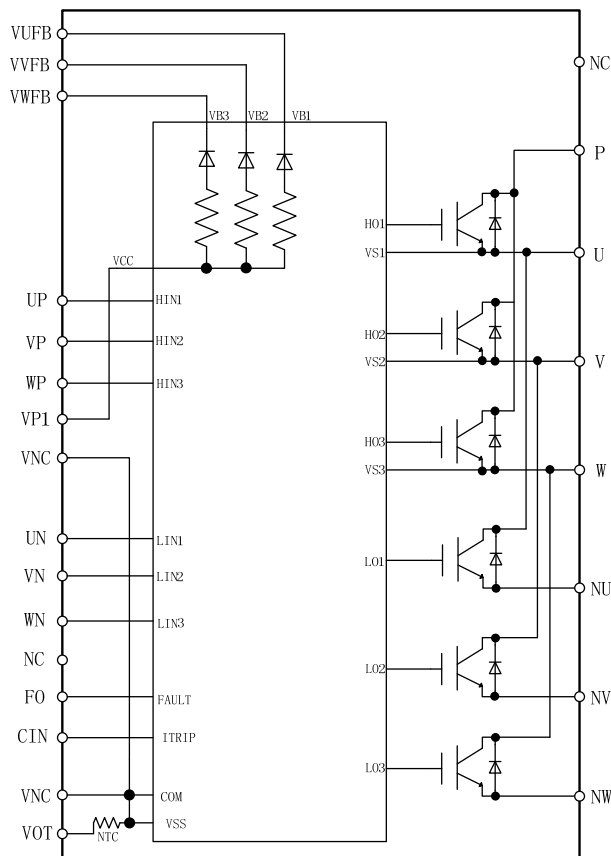 VUFB
VVFB
VWFB
VB3
VB2
VB1
NC
P
HO1
VS1
U
VCC
UP
HIN1
VP
HIN2
HO2
VS2
V
WP
HIN3
VP1
VNC
HO3
VS3
W
UN
LIN1
LO1
VN
LIN2
NU
WN
LIN3
NC
LO2
FO
FAULT
NV
CIN
ITRIP
LO3
VNC
COM
NW
VSS
VOT
NTC